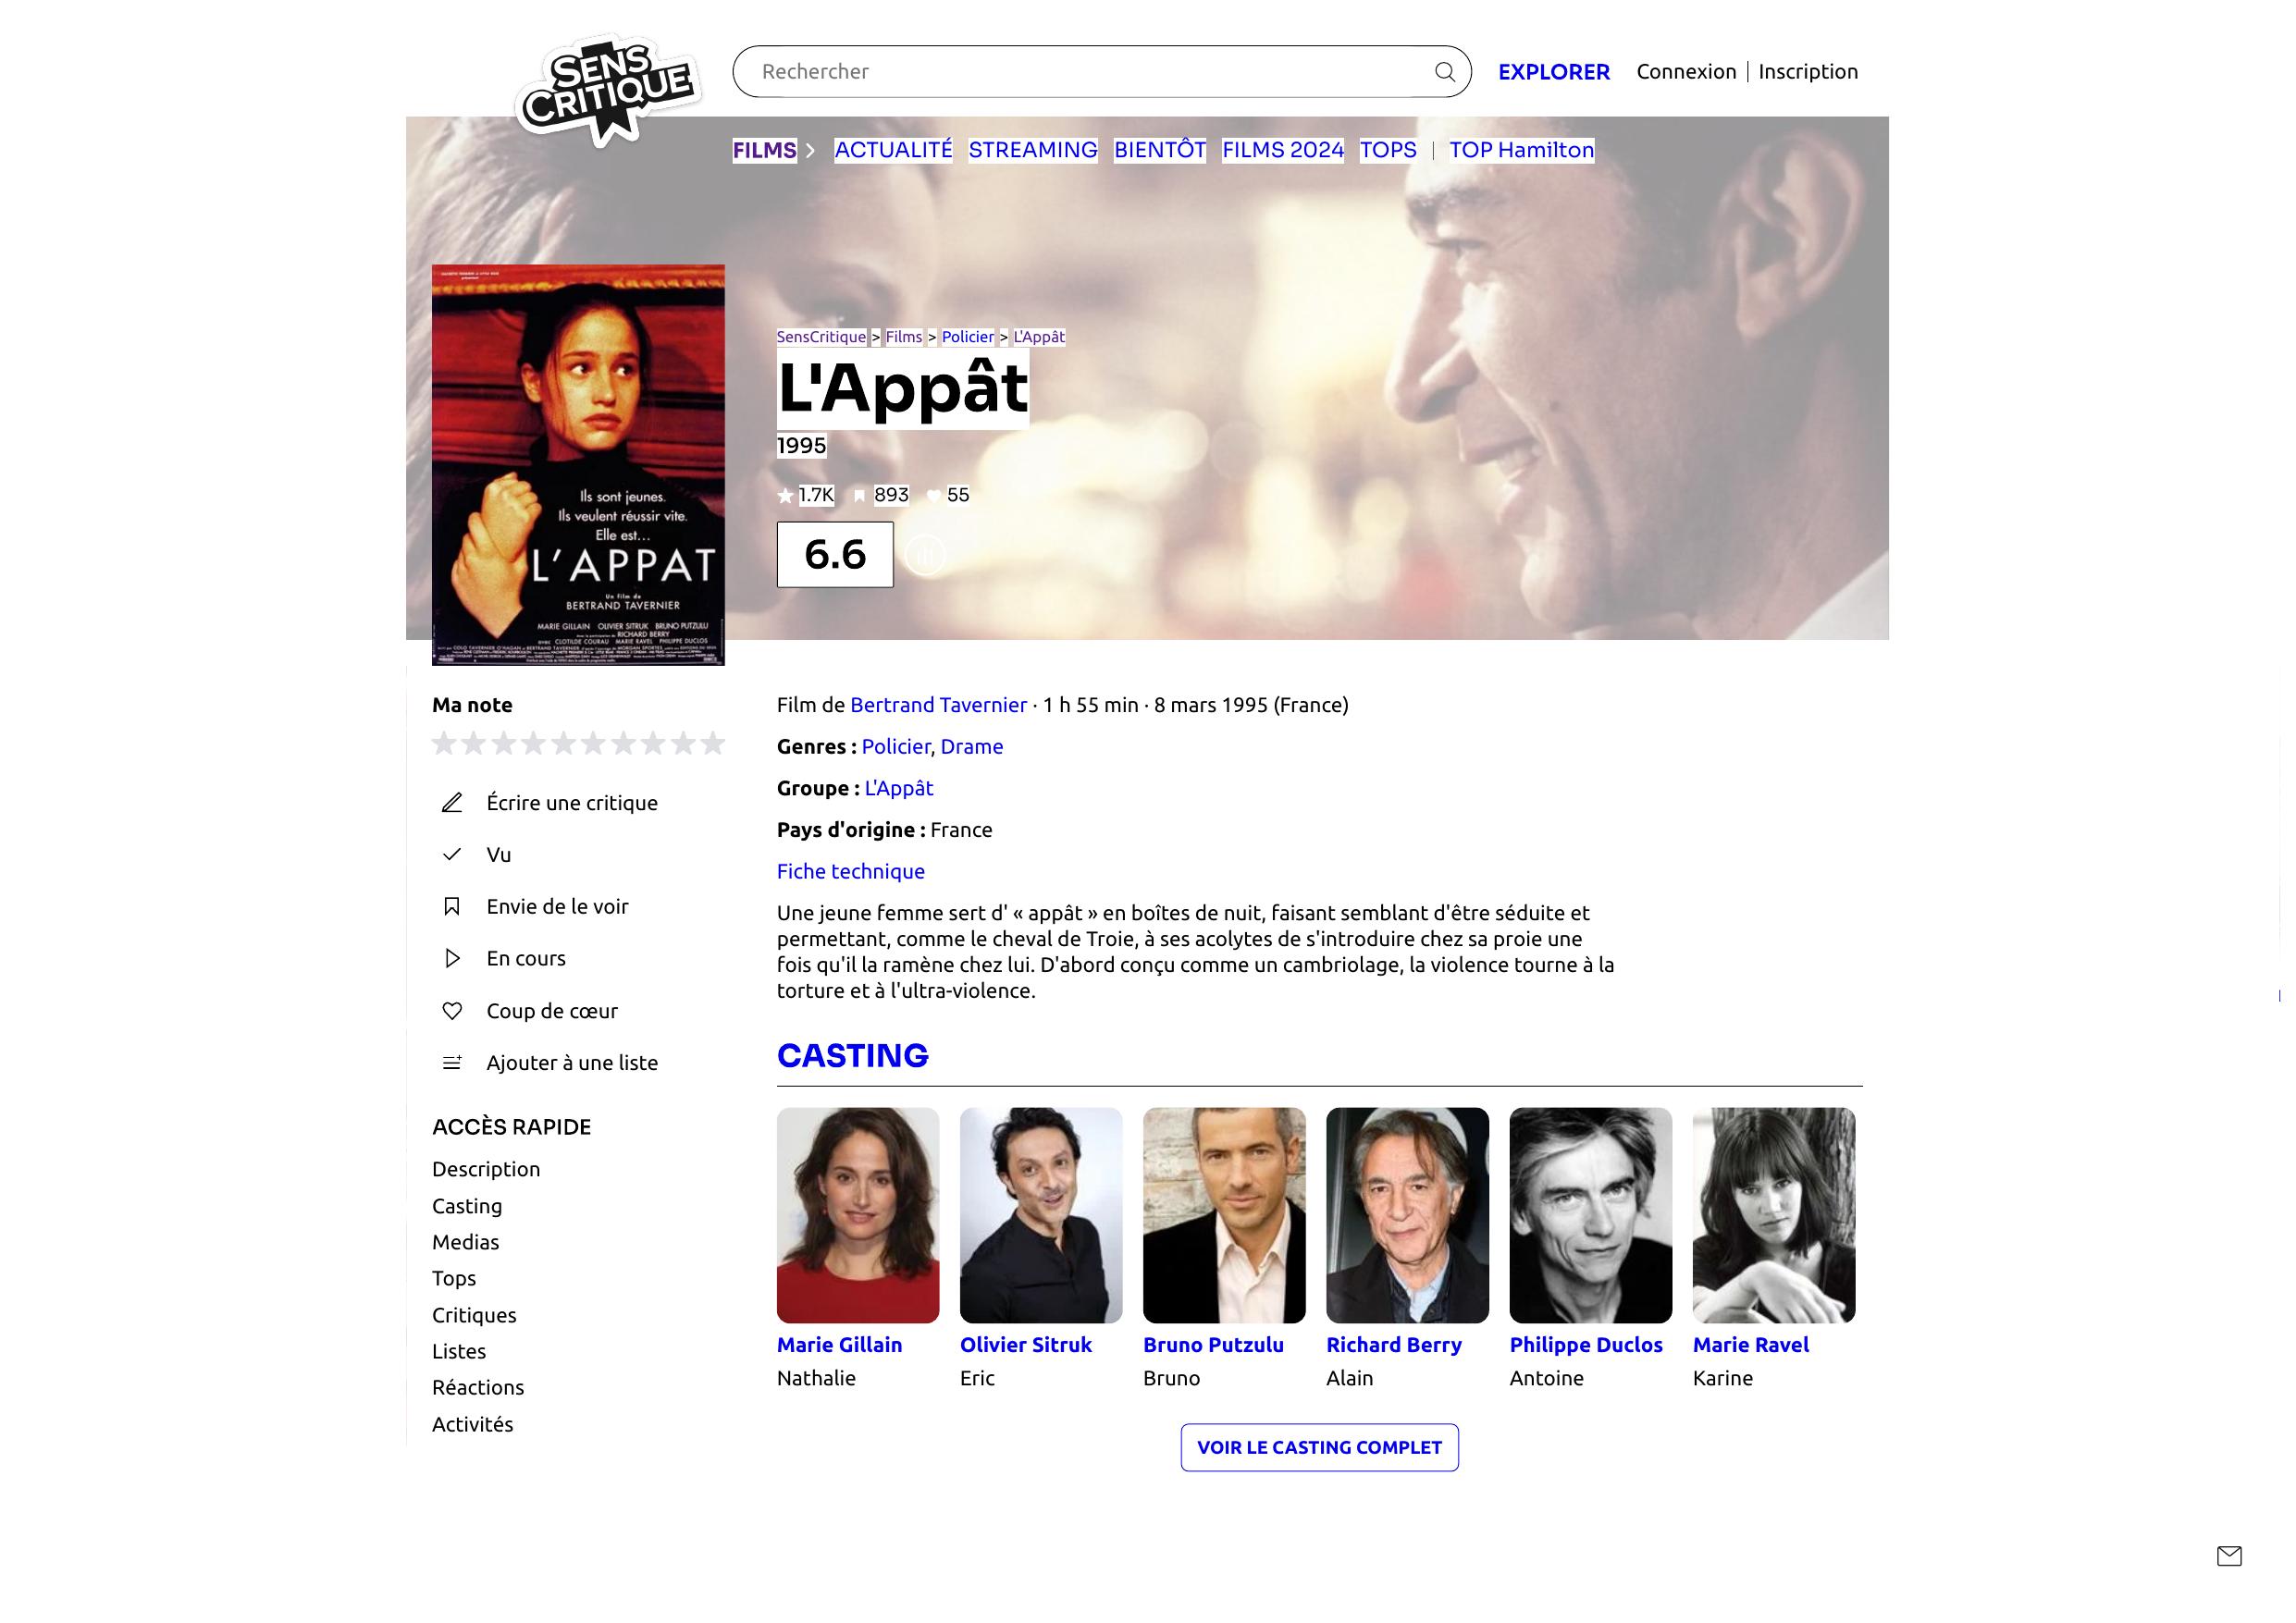 SENS
CRITIQUE
Rechercher
EXPLORER
Connexion | Inscription
FILMS
ACTUALITÉ
STREAMING
BIENTÔT
FILMS 2024
TOPS | TOP Hamilton
Ils sont jeunes.
Ils veulent réussir vite.
Elle est...
L'APPAT
Un film de
BERTRAND TAVERNIER
MARIE GILLAIN OLIVIER SITRUK BRUNO PUTZULU
RICHARD BERRY
CLOTILDE COURAU MARIE RAVEL PHILIPPE DUCLOS
SensCritique > Films > Policier > L'Appât
L'Appât
1995
1.7K 893 55
6.6
Ma note
Écrire une critique
Vu
Envie de le voir
En cours
Coup de cœur
Ajouter à une liste
ACCÈS RAPIDE
Description
Casting
Medias
Tops
Critiques
Listes
Réactions
Activités
Film de Bertrand Tavernier · 1 h 55 min · 8 mars 1995 (France)
Genres : Policier, Drame
Groupe : L'Appât
Pays d'origine : France
Fiche technique
Une jeune femme sert d' « appât » en boîtes de nuit, faisant semblant d'être séduite et
permettant, comme le cheval de Troie, à ses acolytes de s'introduire chez sa proie une
fois qu'il la ramène chez lui. D'abord conçu comme un cambriolage, la violence tourne à la
torture et à l'ultra-violence.
CASTING
Marie Gillain
Nathalie
Olivier Sitruk
Eric
Bruno Putzulu
Bruno
Richard Berry
Alain
Philippe Duclos
Antoine
Marie Ravel
Karine
VOIR LE CASTING COMPLET